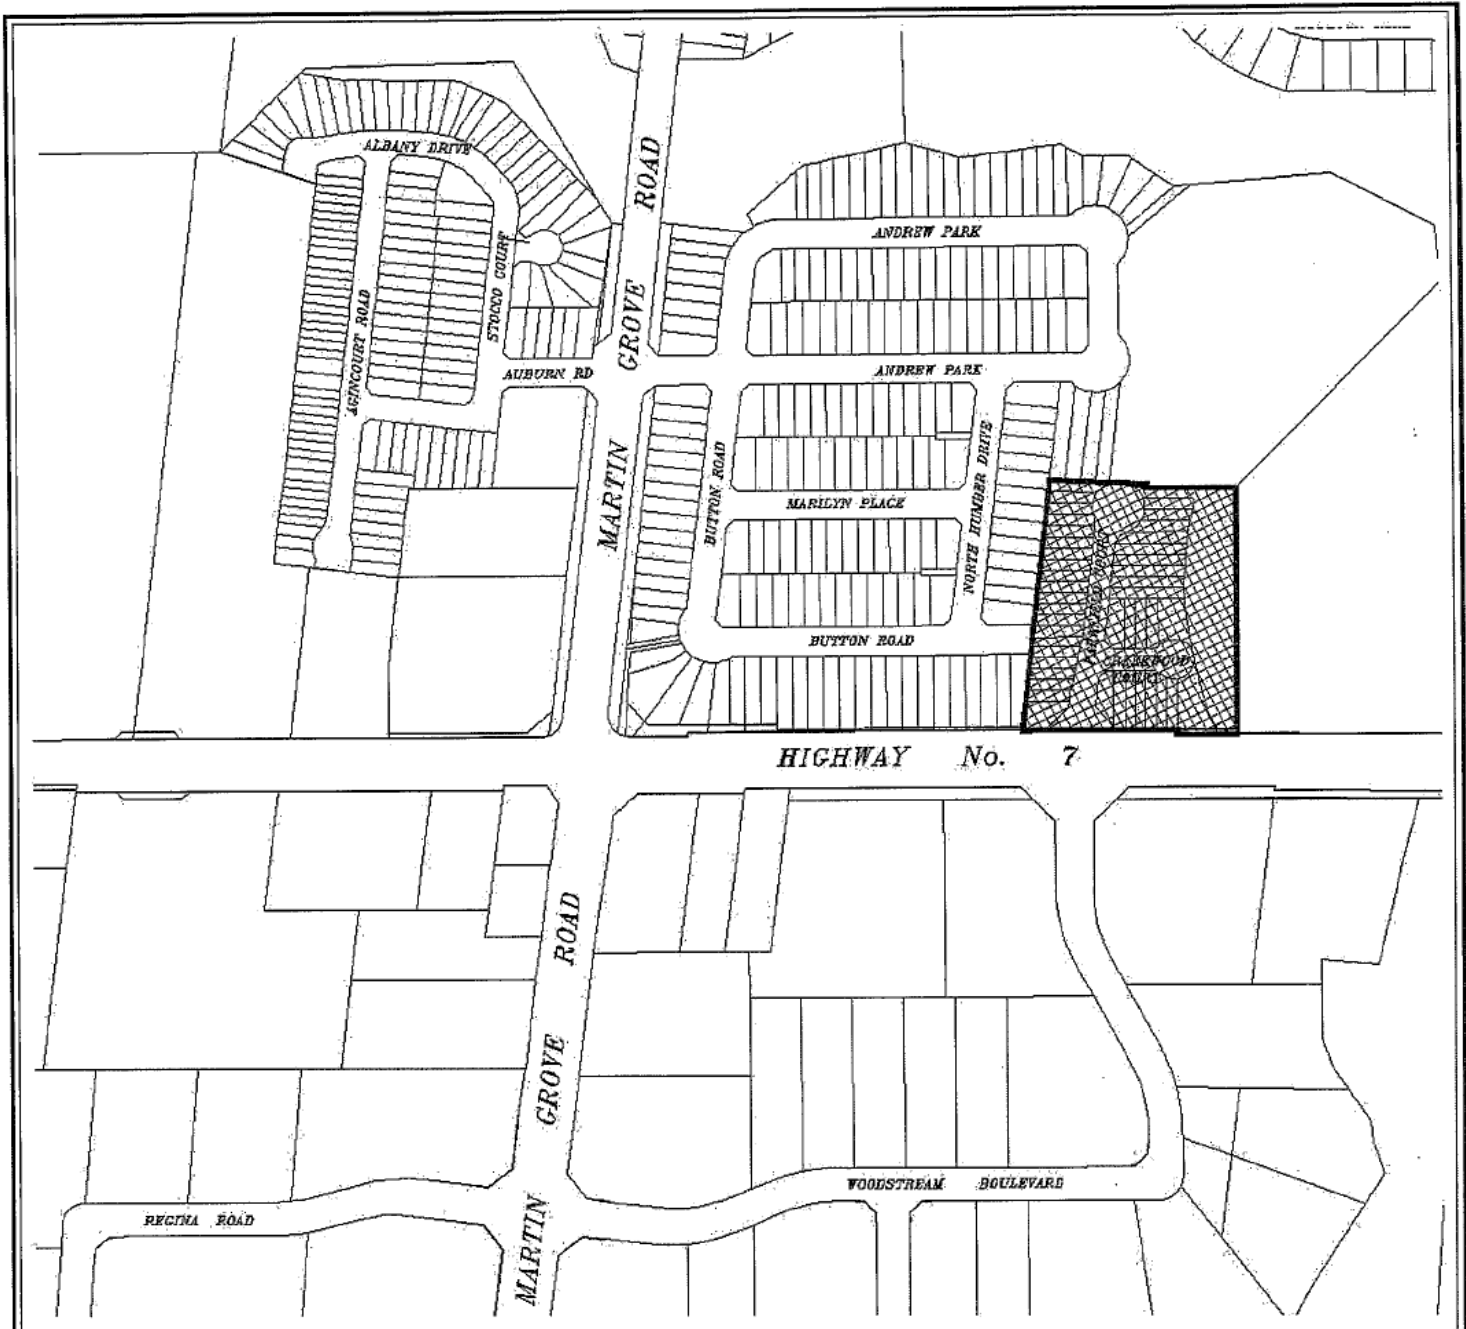 ALBANY DRIVE
ROAD
ANDREW PARK
STOCCO COURT
GROVE
AGINCOURT ROAD
AUBURN RD
ANDREW PARK
MARTIN
BUTTON ROAD
NORTH HUMBER DRIVE
MARILYN PLACE
COURT
BUTTON ROAD
HIGHWAY No. 7
ROAD
GROVE
WOODSTREAM BOULEVARD
REGINA ROAD
MARTIN